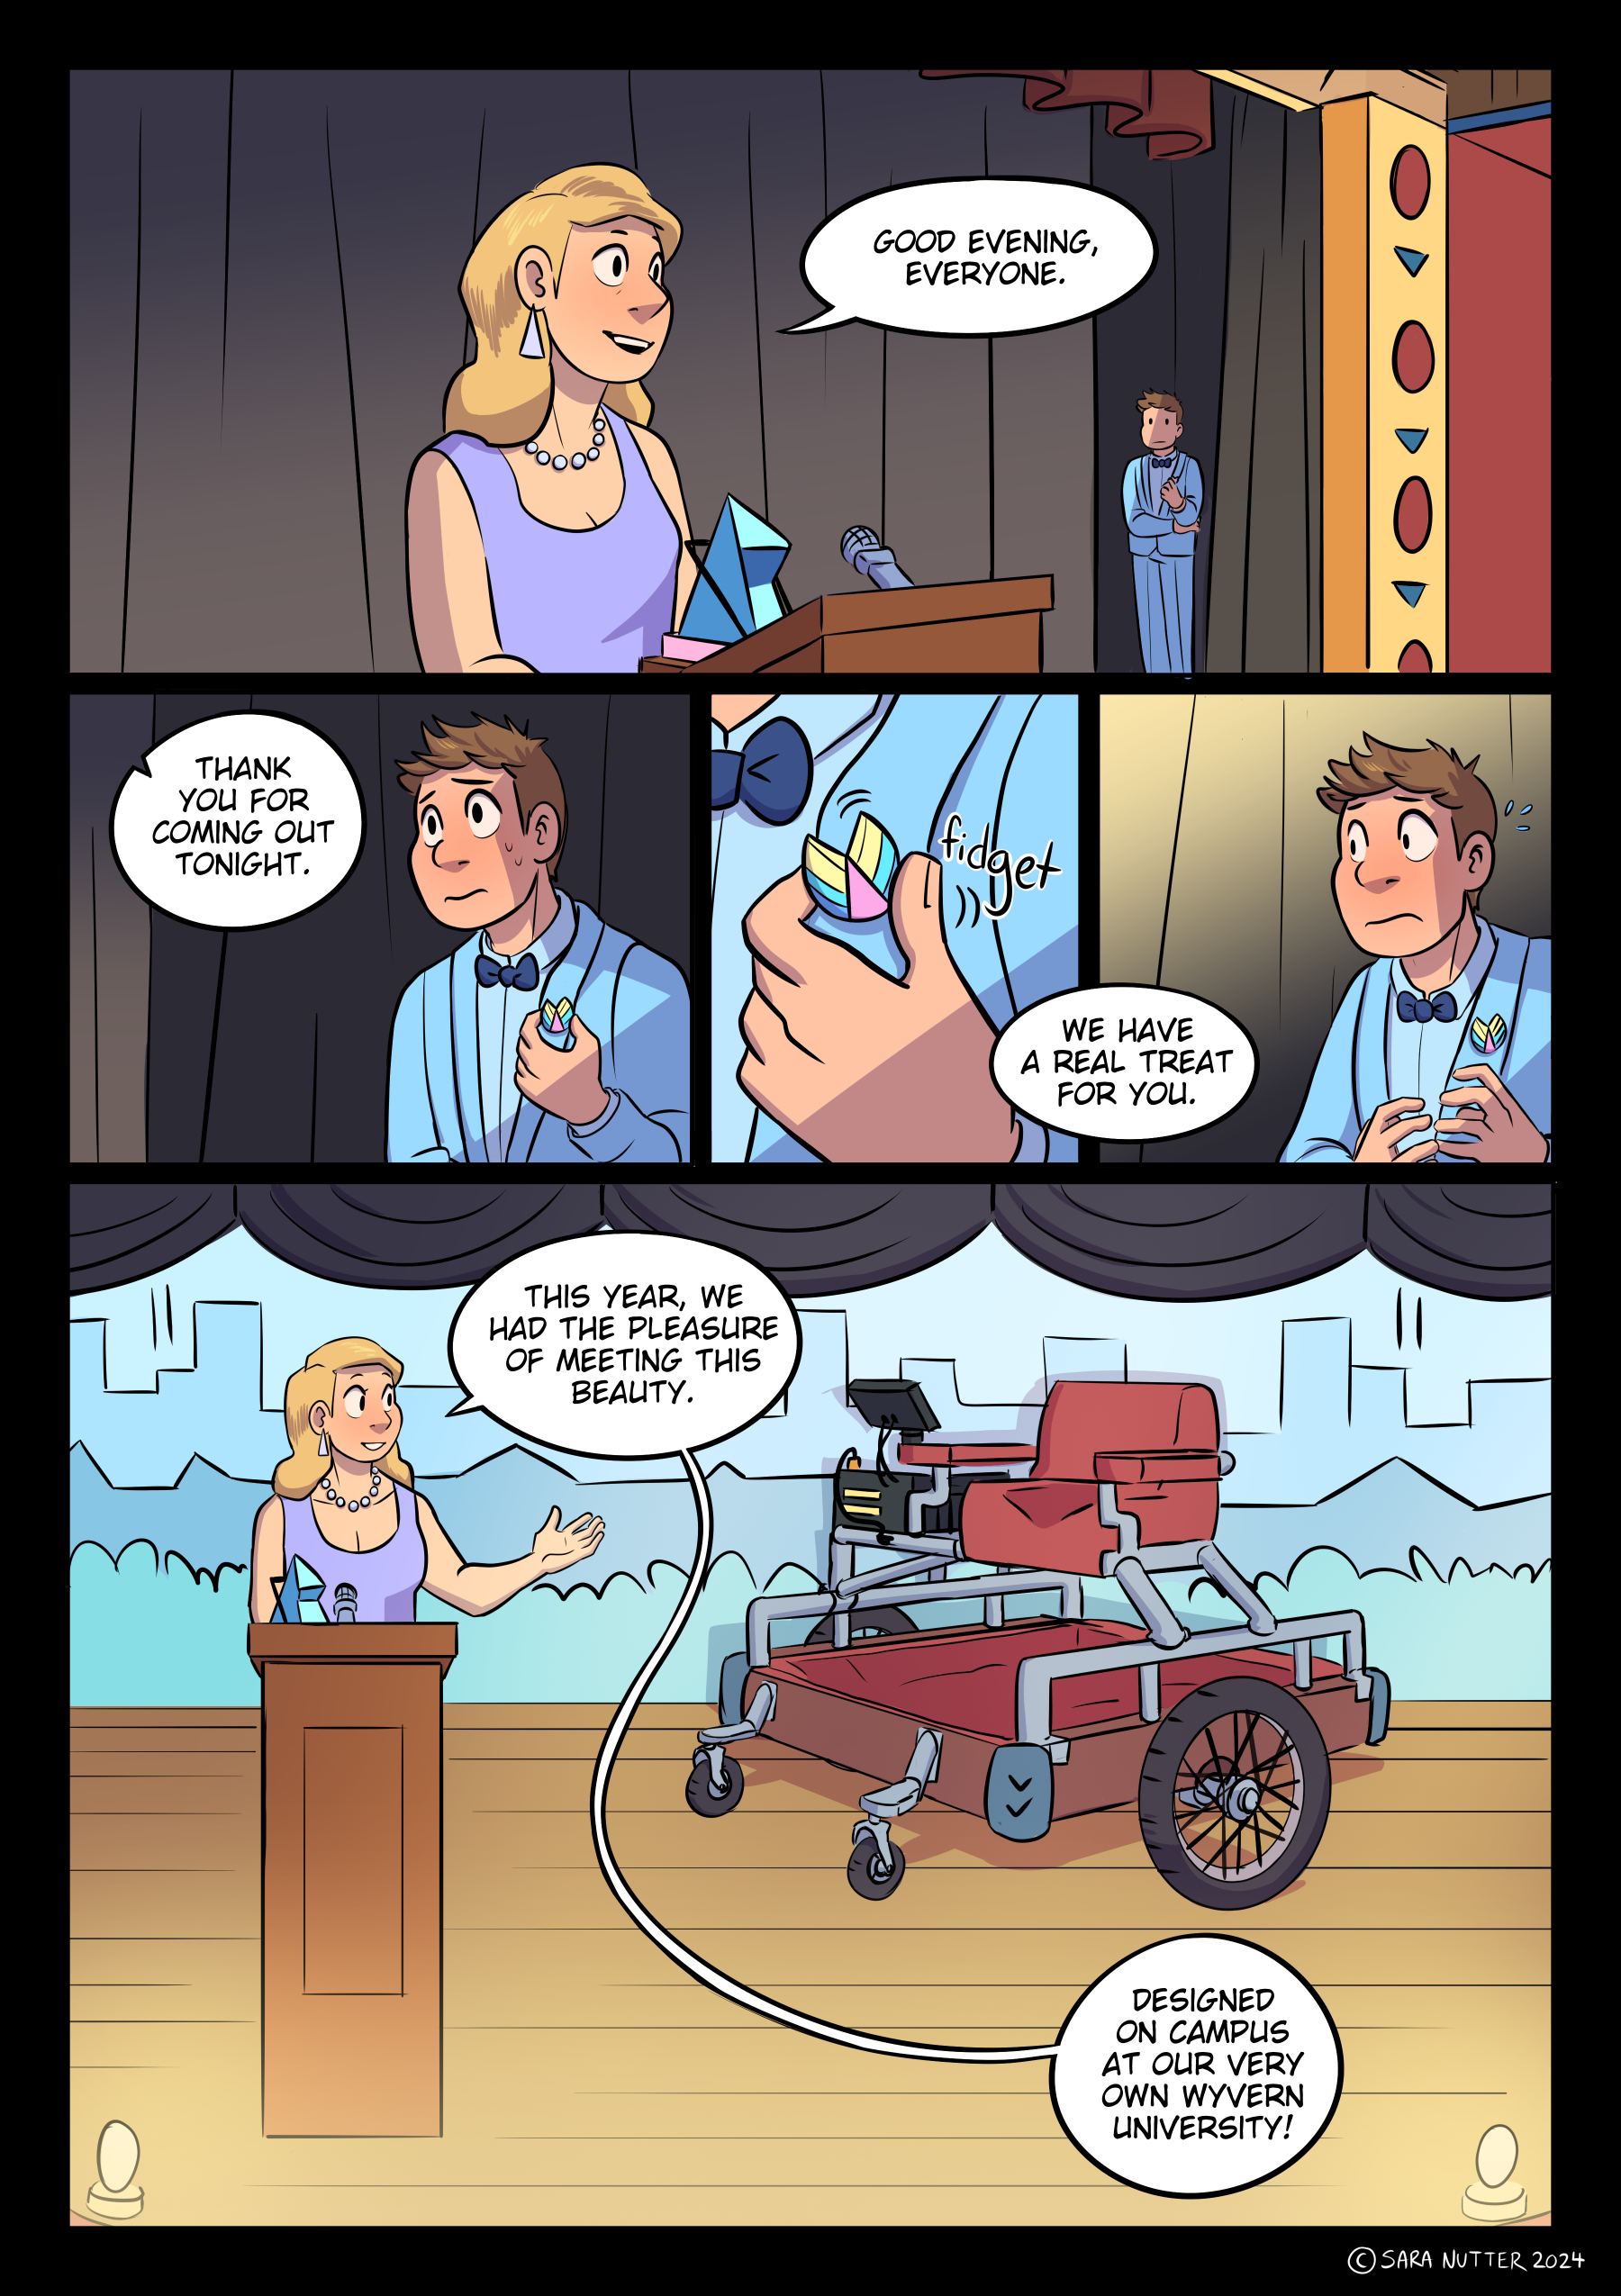 GOOD EVENING,
EVERYONE.
THANK
YOU FOR
COMING OUT
TONIGHT.
fidget
WE HAVE
A REAL TREAT
FOR YOU.
THIS YEAR, WE
HAD THE PLEASURE
OF MEETING THIS
BEAUTY.
DESIGNED
ON CAMPUS
AT OUR VERY
OWN WYVERN
UNIVERSITY!
© SARA NUTTER 2024